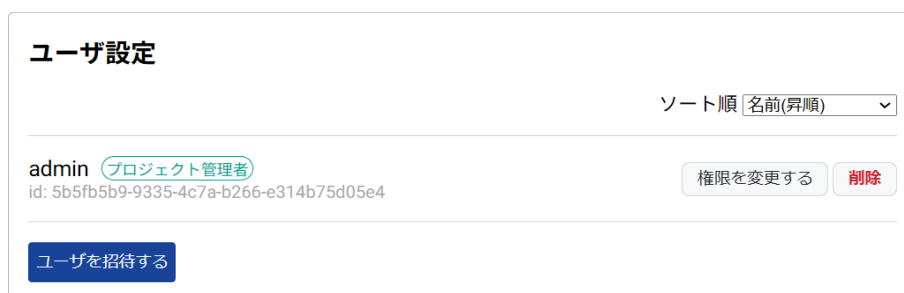 ユーザ設定
ソート順 名前(昇順)
admin プロジェクト管理者
id: 5b5fb5b9-9335-4c7a-b266-e314b75d05e4
権限を変更する 削除
ユーザを招待する